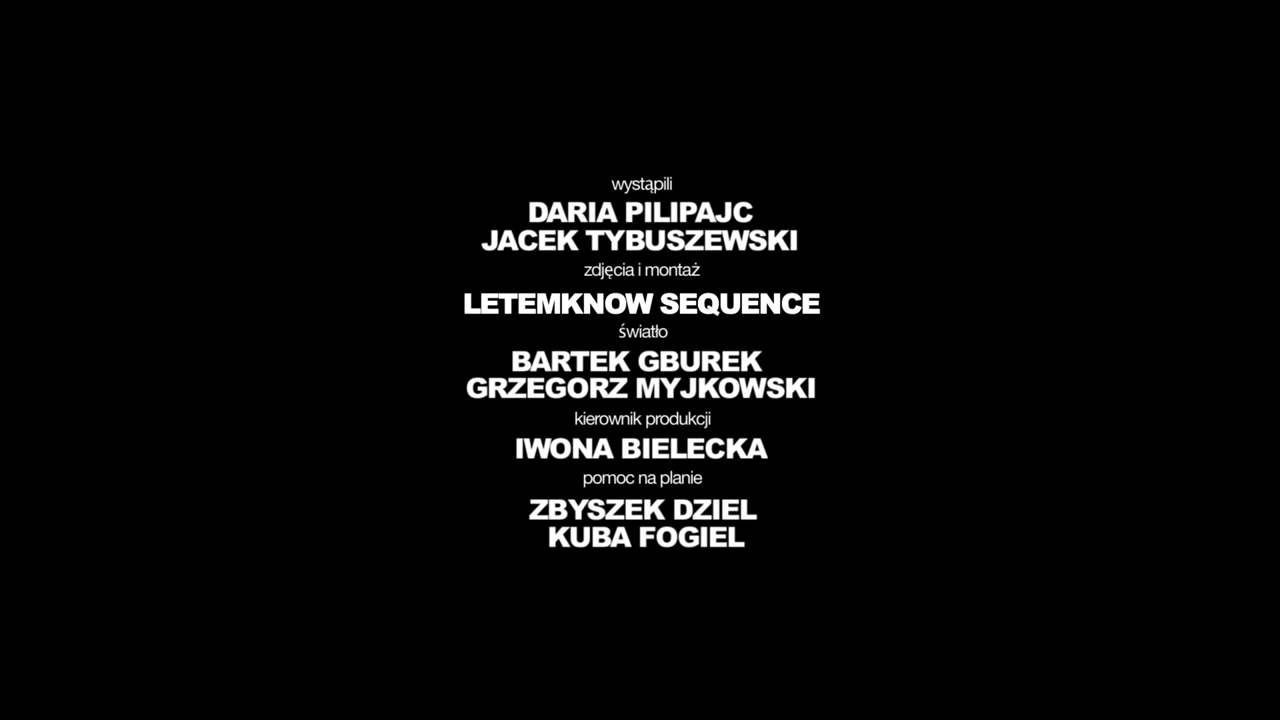 wystąpili
DARIA PILIPAJC
JACEK TYBUSZEWSKI
zdjęcia i montaż
LETEMKNOW SEQUENCE
światło
BARTEK GBUREK
GRZEGORZ MYJKOWSKI
kierownik produkcji
IWONA BIELECKA
pomoc na planie
ZBYSZEK DZIEL
KUBA FOGIEL